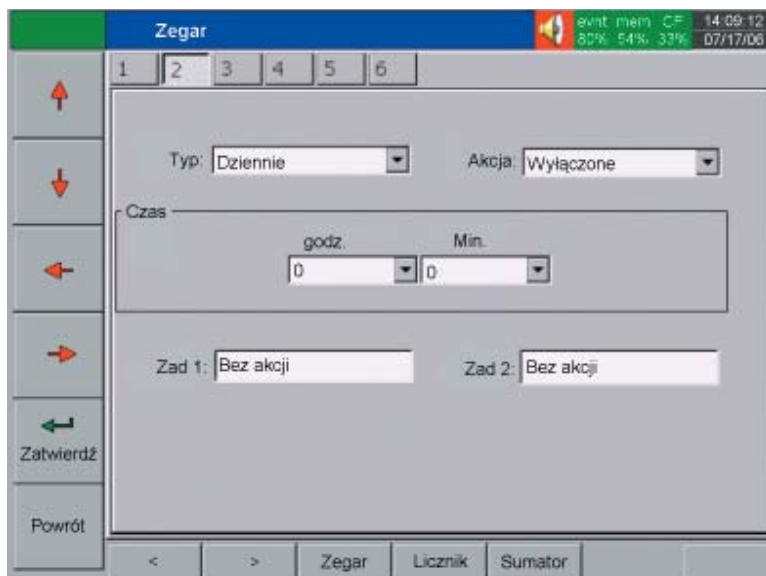 Zegar
evnt mem CF 14:09:12
80% 54% 33% 07/17/06
1 2 3 4 5 6
Typ: Dziennie Akcja: Wyłączone
Czas
godz. Min.
0 0
Zad 1: Bez akcji Zad 2: Bez akcji
Zatwierdź
Powrót
< > Zegar Licznik Sumator